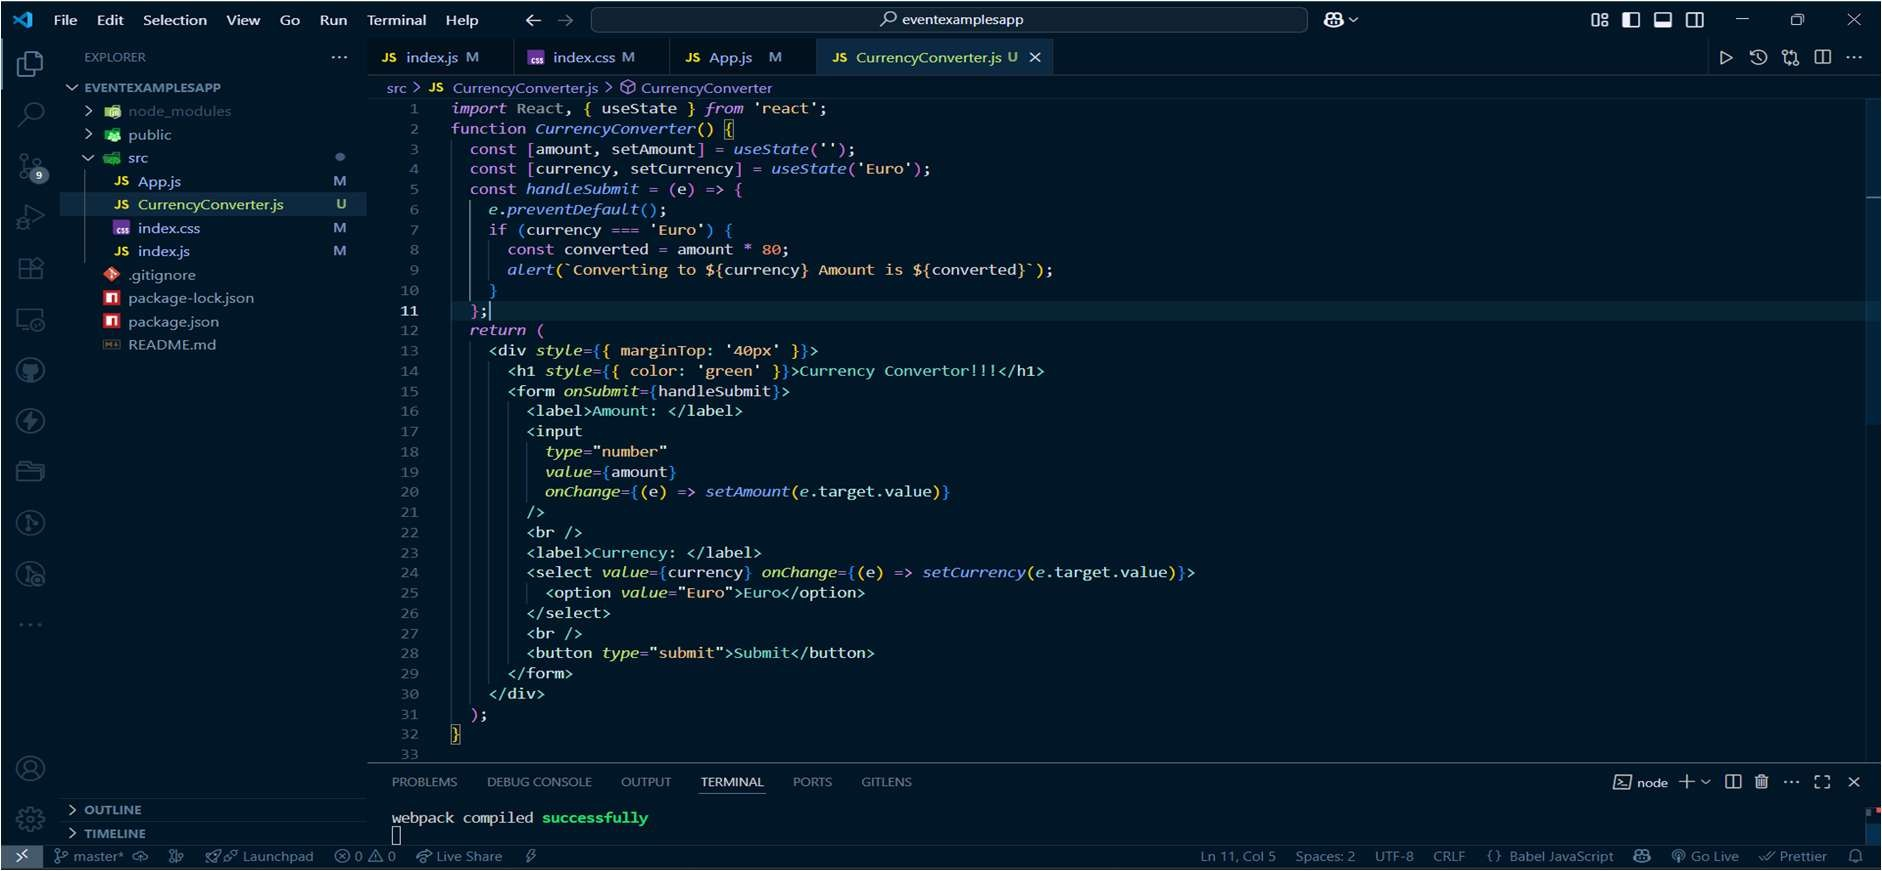 File Edit Selection View Go Run Terminal Help
eventexamplesapp
EXPLORER
EVENTEXAMPLESAPP
node_modules
public
src
JS App.js M
JS CurrencyConverter.js U
css index.css M
JS index.js M
.gitignore
package-lock.json
package.json
README.md
9
OUTLINE
TIMELINE
JS index.js M
css index.css M
JS App.js M
JS CurrencyConverter.js U
src > JS CurrencyConverter.js > CurrencyConverter
1 import React, { useState } from 'react';
2 function CurrencyConverter() {
3 const [amount, setAmount] = useState('');
4 const [currency, setCurrency] = useState('Euro');
5 const handleSubmit = (e) => {
6 e.preventDefault();
7 if (currency === 'Euro') {
8 const converted = amount * 80;
9 alert(`Converting to ${currency} Amount is ${converted}`);
10 }
11 };
12 return (
13 <div style={{ marginTop: '40px' }}>
14 <h1 style={{ color: 'green' }}>Currency Convertor!!!</h1>
15 <form onSubmit={handleSubmit}>
16 <label>Amount: </label>
17 <input
18 type="number"
19 value={amount}
20 onChange={(e) => setAmount(e.target.value)}
21 />
22 <br />
23 <label>Currency: </label>
24 <select value={currency} onChange={(e) => setCurrency(e.target.value)}>
25 <option value="Euro">Euro</option>
26 </select>
27 <br />
28 <button type="submit">Submit</button>
29 </form>
30 </div>
31 );
32 }
33
PROBLEMS DEBUG CONSOLE OUTPUT TERMINAL PORTS GITLENS
node
webpack compiled successfully
master* Launchpad 0 0 Live Share
Ln 11, Col 5 Spaces: 2 UTF-8 CRLF {} Babel JavaScript Go Live Prettier